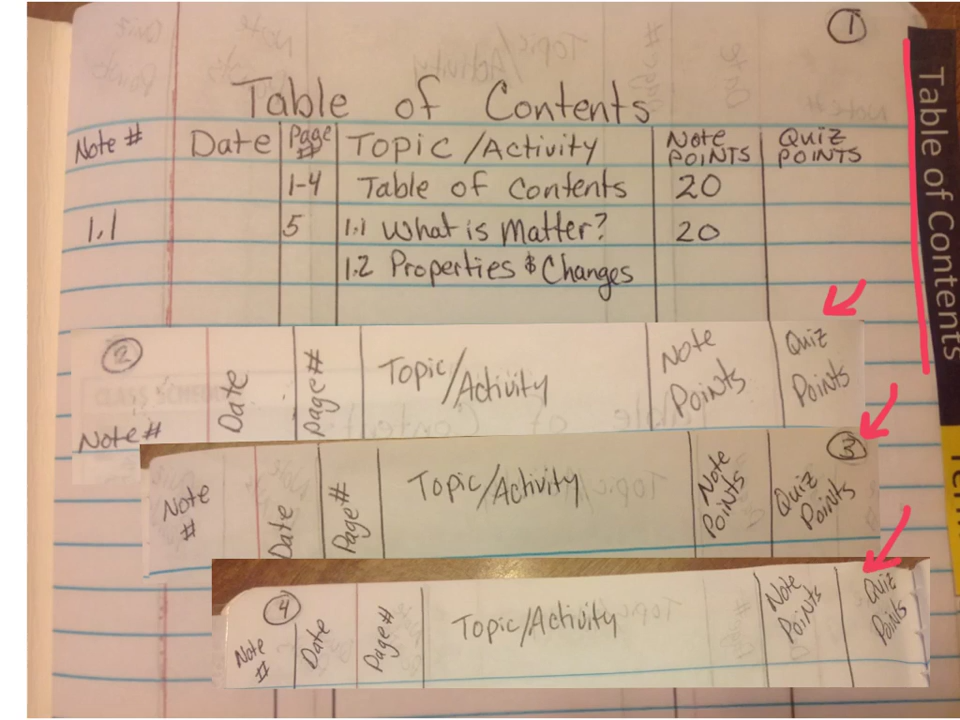 1
Table of Contents
Note # Date Page # Topic/Activity Note Points Quiz Points
1-4 Table of Contents 20
1.1 5 1.1 What is Matter? 20
1.2 Properties & Changes
2
Note # Date Page # Topic/Activity Note Points Quiz Points
3
Note # Date Page # Topic/Activity Note Points Quiz Points
4
Note # Date Page # Topic/Activity Note Points Quiz Points
Table of Contents
CLASS SCHEDULE